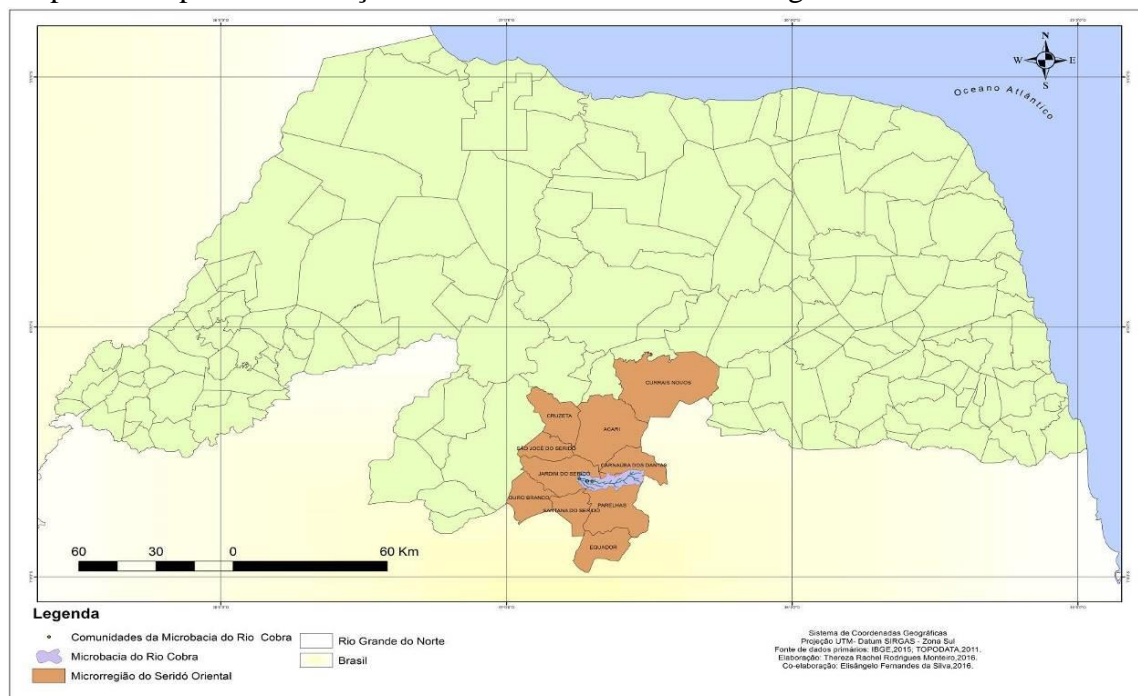 N
W E
S
Oceano Atlântico
CURRAIS NOVOS
CRUZETA
ACARI
SÃO JOCÉ DO SERIDÓ
CARNAÚRA DOS DANTAS
JARDIM DO SERIDÓ
OURO BRANCO
PARELHAS
SANTANA DO SERIDÓ
EQUADOR
60 30 0 60 Km
Legenda
Comunidades da Microbacia do Rio Cobra
Microbacia do Rio Cobra
Microrregião do Seridó Oriental
Rio Grande do Norte
Brasil
Sistema de Coordenadas Geográficas
Projeção UTM- Datum SIRGAS - Zona Sul
Fonte de dados primários: IBGE,2015; TOPODATA,2011.
Elaboração: Thereza Rachel Rodrigues Monteiro,2016.
Co-elaboração: Elisângelo Fernandes da Silva,2016.